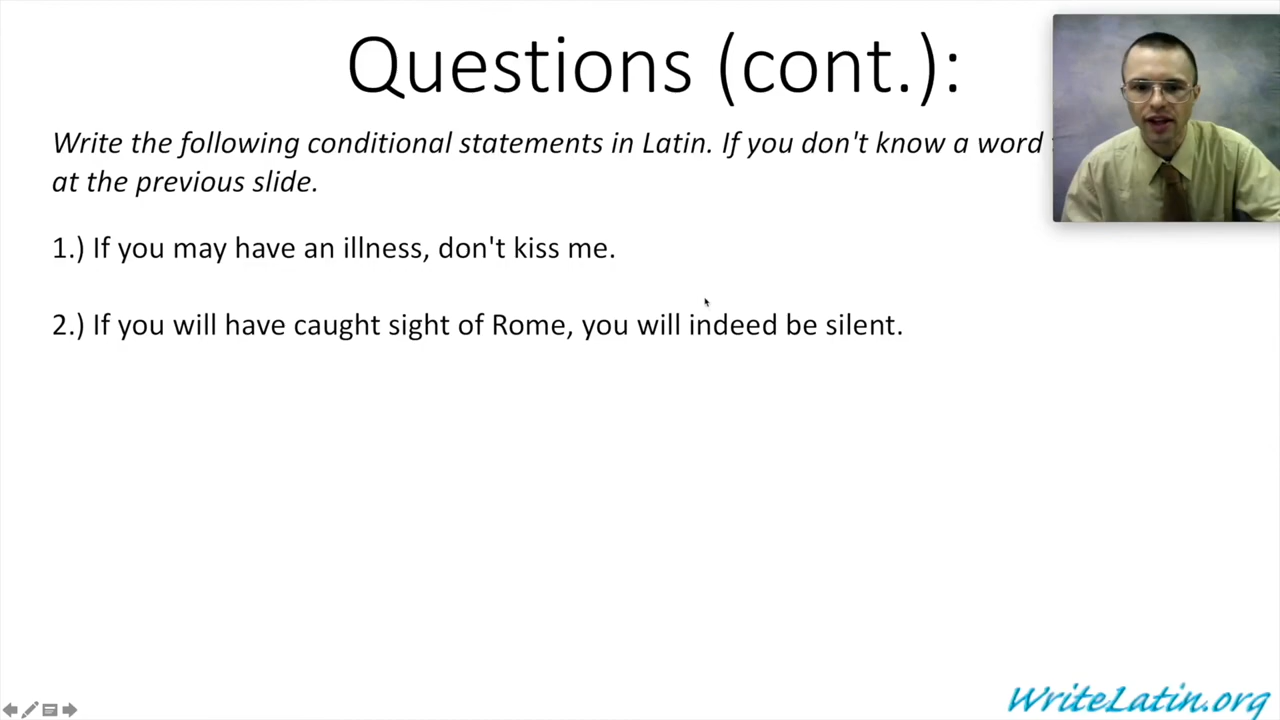 Questions (cont.):
Write the following conditional statements in Latin. If you don't know a word
at the previous slide.
1.) If you may have an illness, don't kiss me.
2.) If you will have caught sight of Rome, you will indeed be silent.
WriteLatin.org